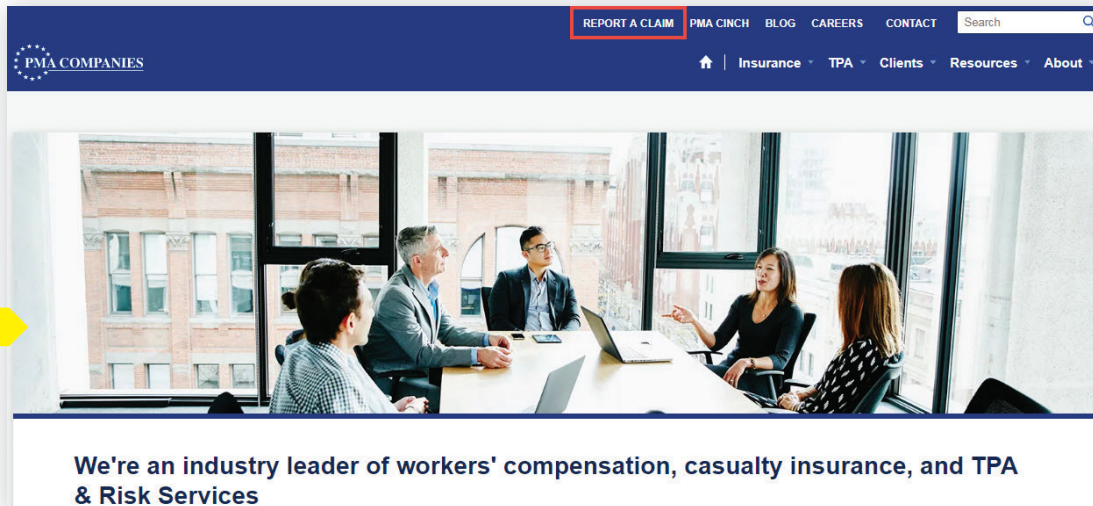 REPORT A CLAIM PMA CINCH BLOG CAREERS CONTACT Search
PMA COMPANIES
Insurance TPA Clients Resources About
We're an industry leader of workers' compensation, casualty insurance, and TPA
& Risk Services